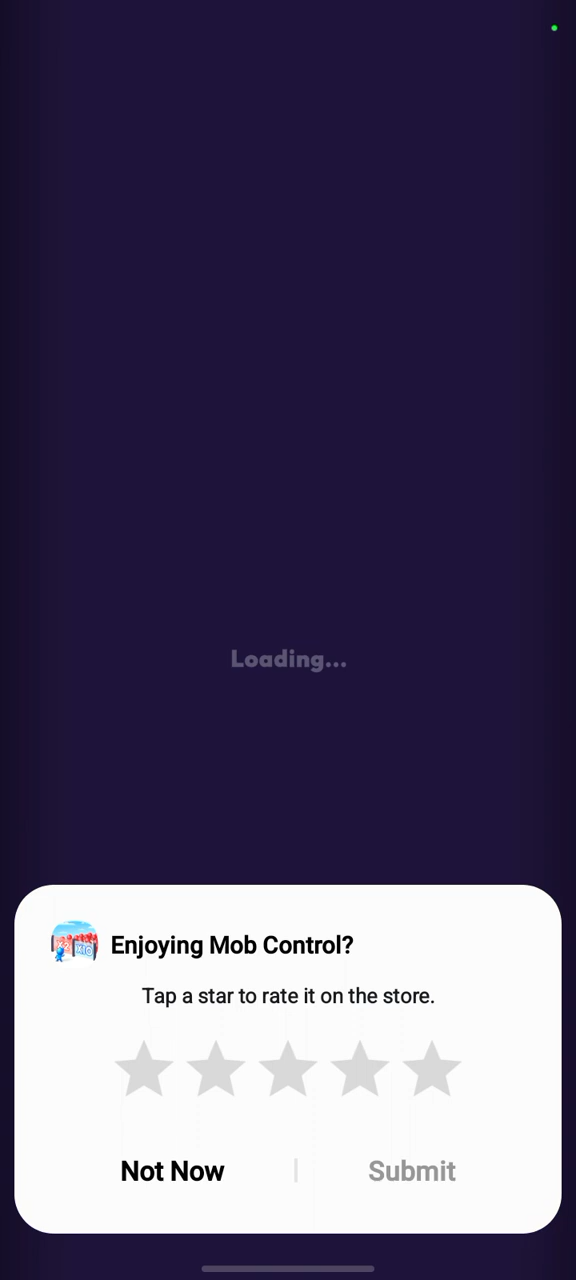 Loading...
Enjoying Mob Control?
Tap a star to rate it on the store.
Not Now
Submit